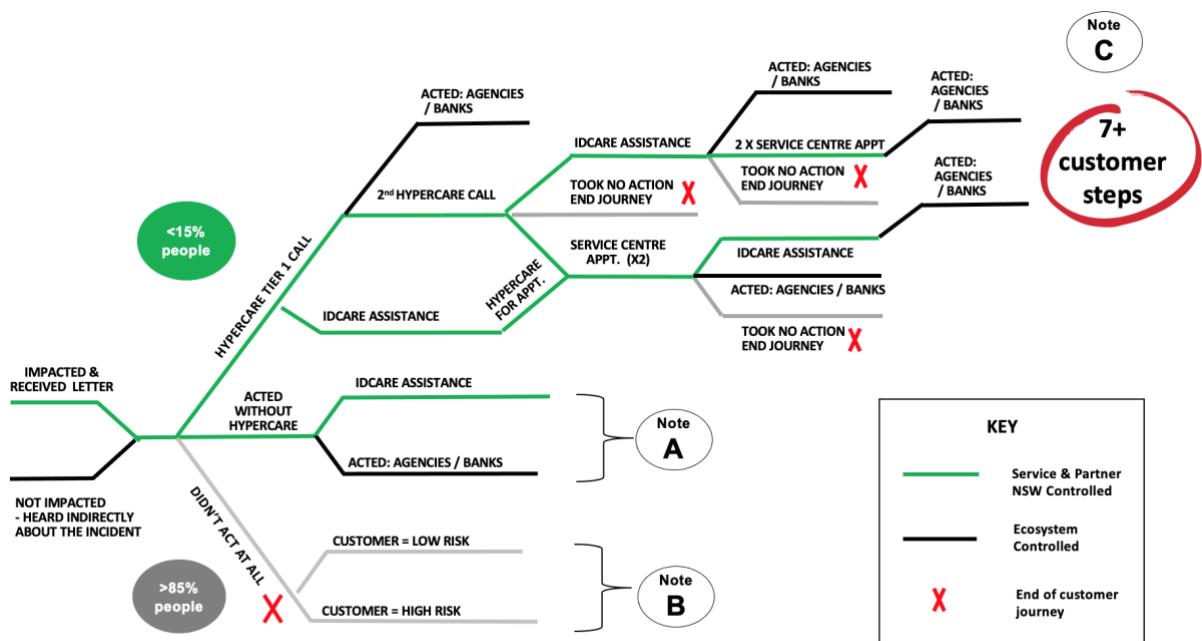 Note
C
ACTED: AGENCIES
/ BANKS
ACTED: AGENCIES
/ BANKS
ACTED:
AGENCIES
/ BANKS
7+
customer
steps
IDCARE ASSISTANCE
2 X SERVICE CENTRE APPT
TOOK NO ACTION
END JOURNEY
2nd HYPERCARE CALL
TOOK NO ACTION
END JOURNEY
ACTED:
AGENCIES
/ BANKS
<15%
people
HYPERCARE TIER 1 CALL
SERVICE CENTRE
APPT. (X2)
IDCARE ASSISTANCE
HYPERCARE
FOR APPT.
ACTED: AGENCIES / BANKS
IDCARE ASSISTANCE
TOOK NO ACTION
END JOURNEY
IMPACTED &
RECEIVED LETTER
ACTED
WITHOUT
HYPERCARE
IDCARE ASSISTANCE
Note
A
ACTED: AGENCIES / BANKS
NOT IMPACTED
- HEARD INDIRECTLY
ABOUT THE INCIDENT
DIDN'T ACT AT ALL
CUSTOMER = LOW RISK
>85%
people
CUSTOMER = HIGH RISK
Note
B
KEY
Service & Partner
NSW Controlled
Ecosystem
Controlled
End of customer
journey